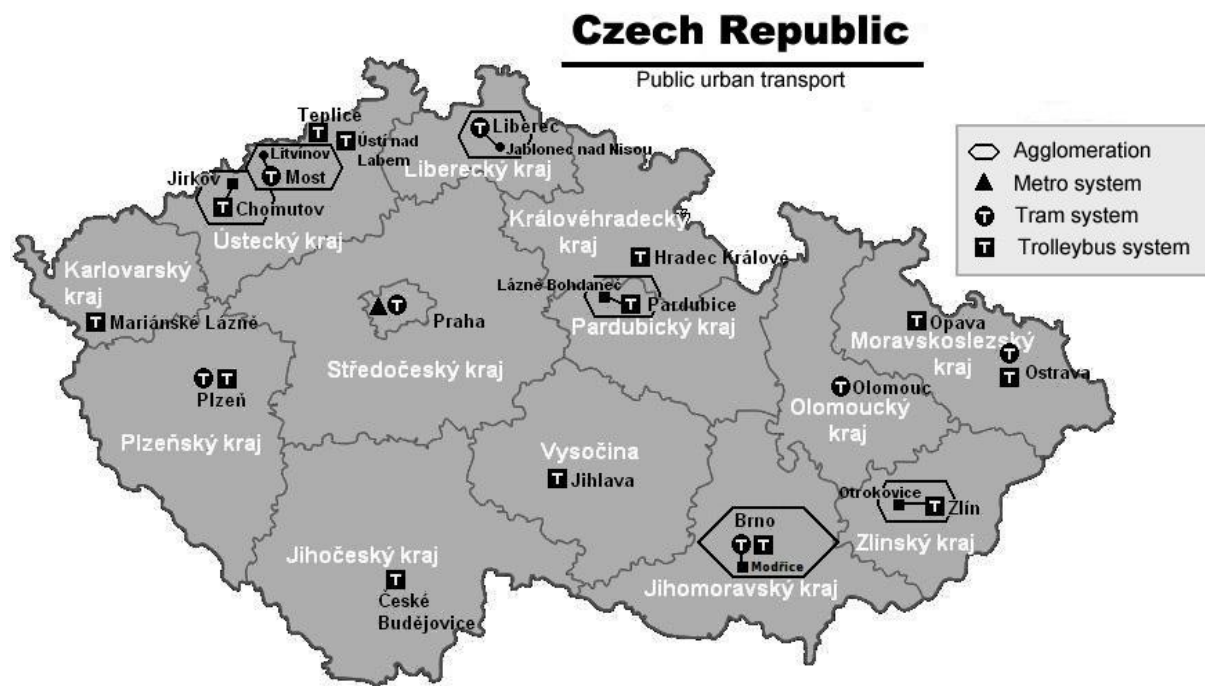 Czech Republic
Public urban transport
Agglomeration
Metro system
T Tram system
T Trolleybus system
Teplice
T
T Ústí nad
Labem
Litvínov
T Most
Jirkov
T Chomutov
Ústecký kraj
T Liberec
Jablonec nad Nisou
Liberecký kraj
Královéhradecký
kraj
T Hradec Králové
Lázně Bohdaneč
T Pardubice
Pardubický kraj
Karlovarský
kraj
T Mariánské Lázně
T
Praha
Středočeský kraj
T T
Plzeň
Plzeňský kraj
T Opava
Moravskoslezský
kraj
T
T Ostrava
T Olomouc
Olomoucký
kraj
Vysočina
T Jihlava
Otrokovice
T Zlín
Zlínský kraj
Brno
T T
Modřice
Jihomoravský kraj
Jihočeský kraj
T
České
Budějovice